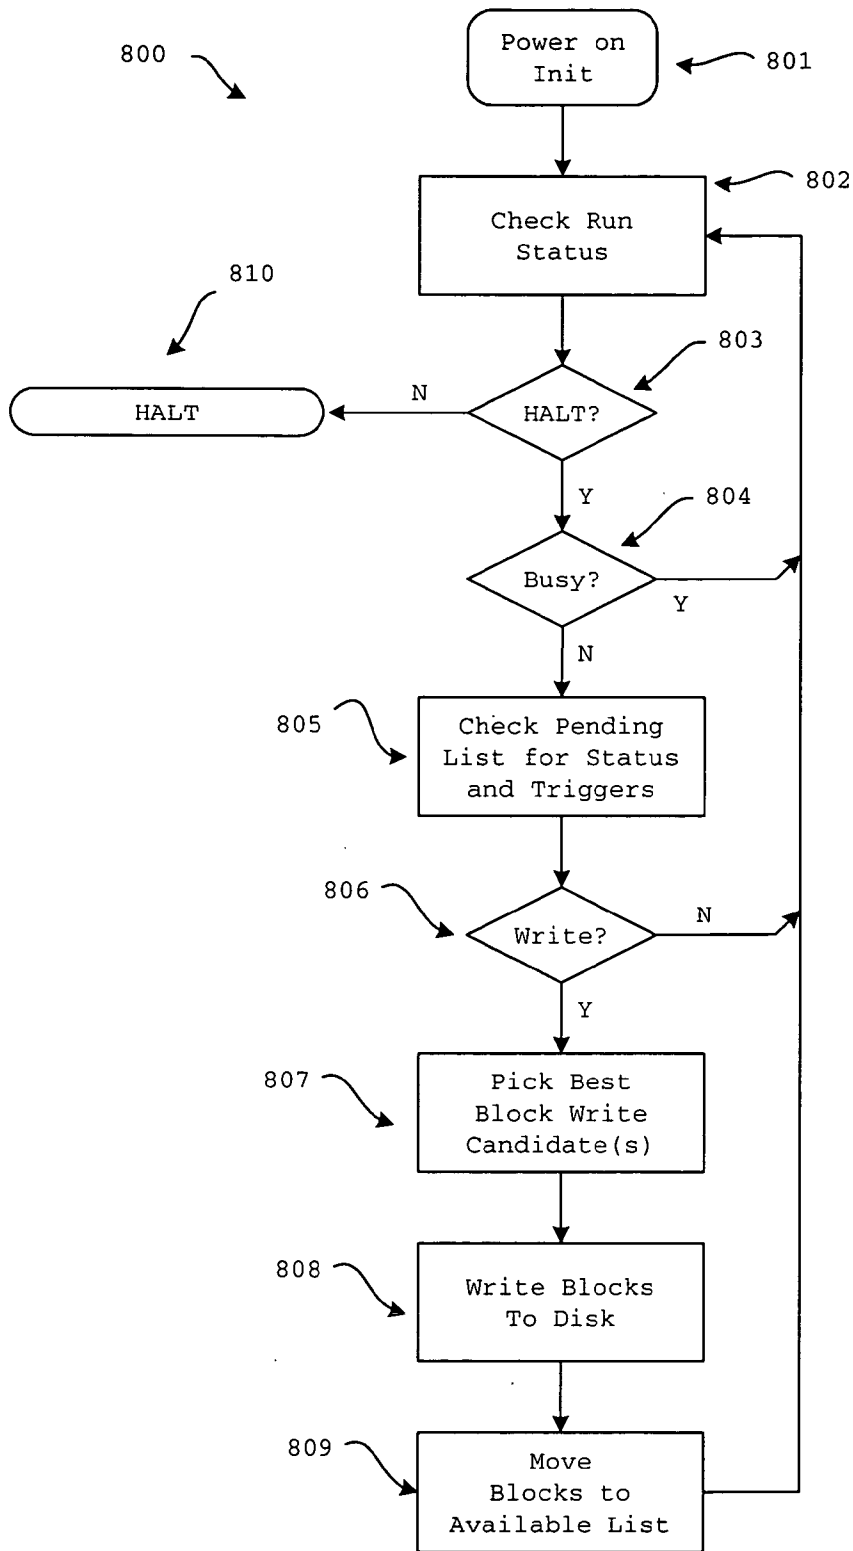 Power on
Init
800
801
802
Check Run
Status
810
803
HALT
N
HALT?
Y
804
Busy?
Y
N
805
Check Pending
List for Status
and Triggers
806
N
Write?
Y
807
Pick Best
Block Write
Candidate(s)
808
Write Blocks
To Disk
809
Move
Blocks to
Available List